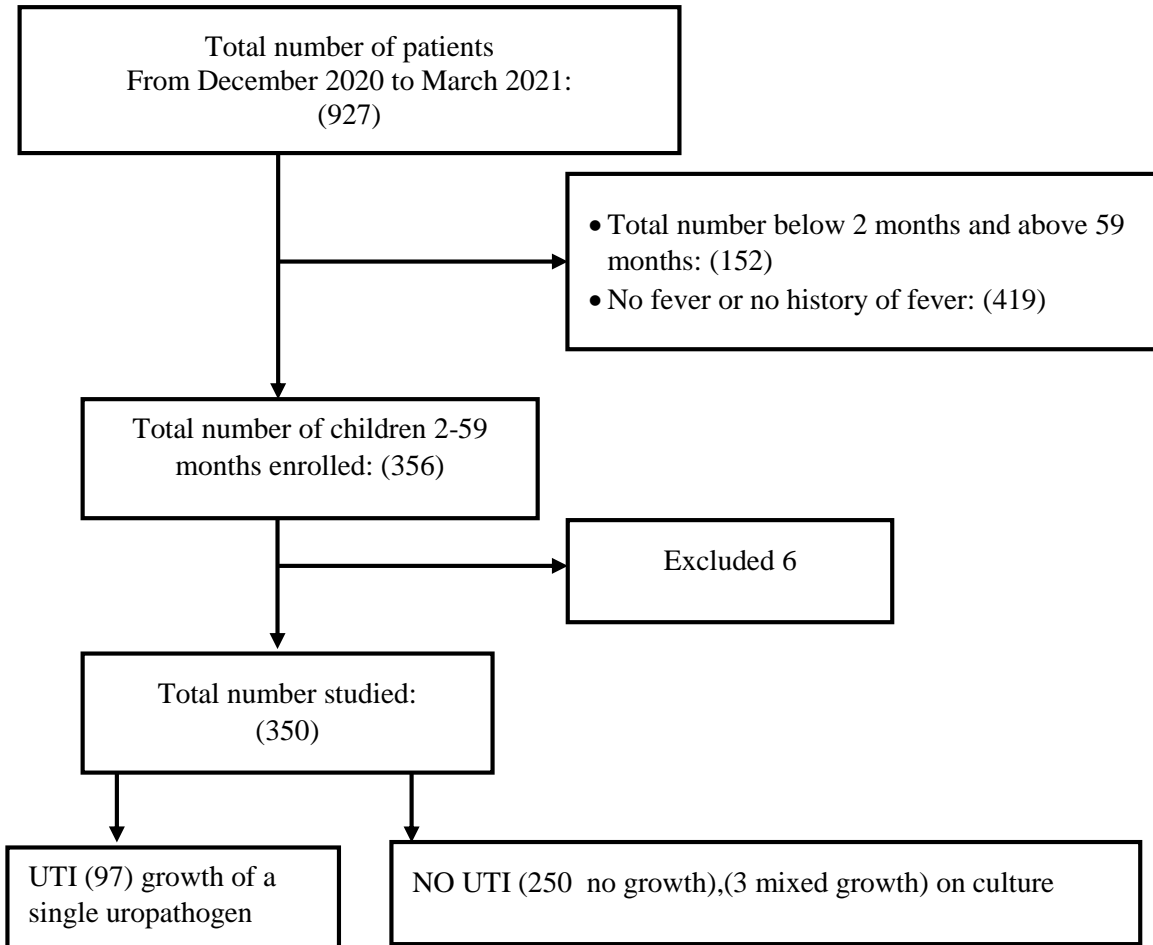 Total number of patients
From December 2020 to March 2021:
(927)
• Total number below 2 months and above 59
months: (152)
• No fever or no history of fever: (419)
Total number of children 2-59
months enrolled: (356)
Excluded 6
Total number studied:
(350)
UTI (97) growth of a
single uropathogen
NO UTI (250 no growth),(3 mixed growth) on culture